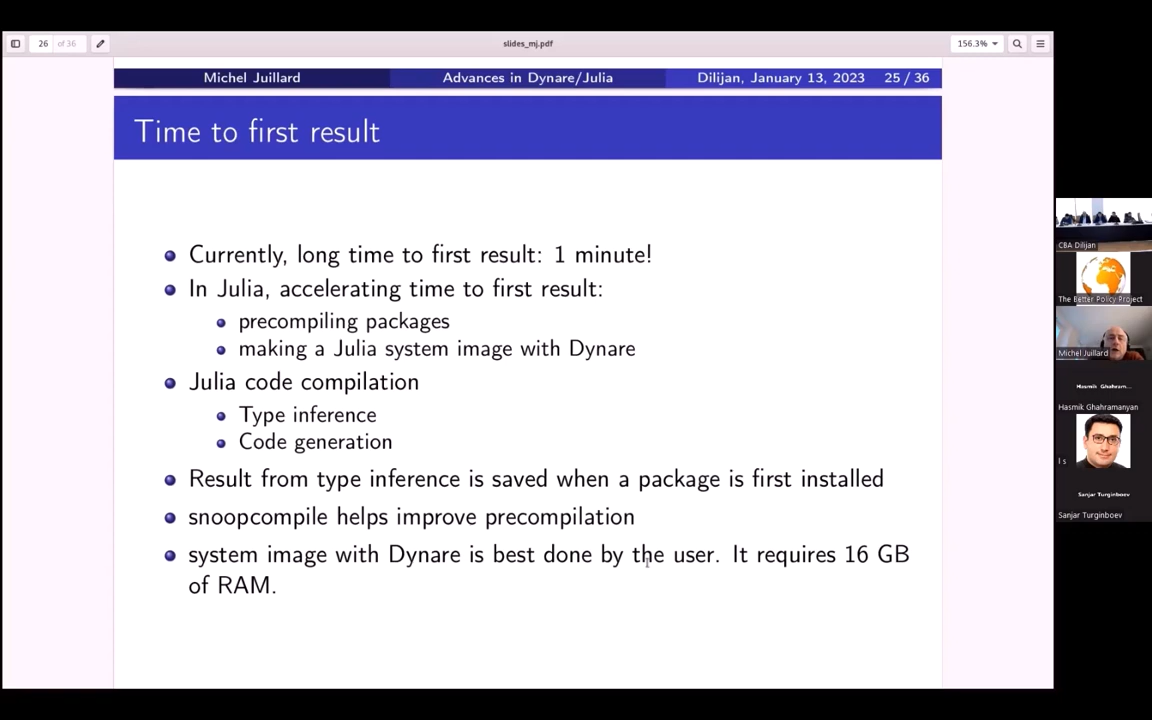 26 of 36
slides_mj.pdf
156.3%
Michel Juillard Advances in Dynare/Julia Dilijan, January 13, 2023 25 / 36
Time to first result
Currently, long time to first result: 1 minute!
In Julia, accelerating time to first result:
precompiling packages
making a Julia system image with Dynare
Julia code compilation
Type inference
Code generation
Result from type inference is saved when a package is first installed
snoopcompile helps improve precompilation
system image with Dynare is best done by the user. It requires 16 GB
of RAM.
CBA Dilijan
The Better Policy Project
Michel Juillard
Hasmik Ghahram...
Hasmik Ghahramanyan
I s
Sanjar Turginboev
Sanjar Turginboev